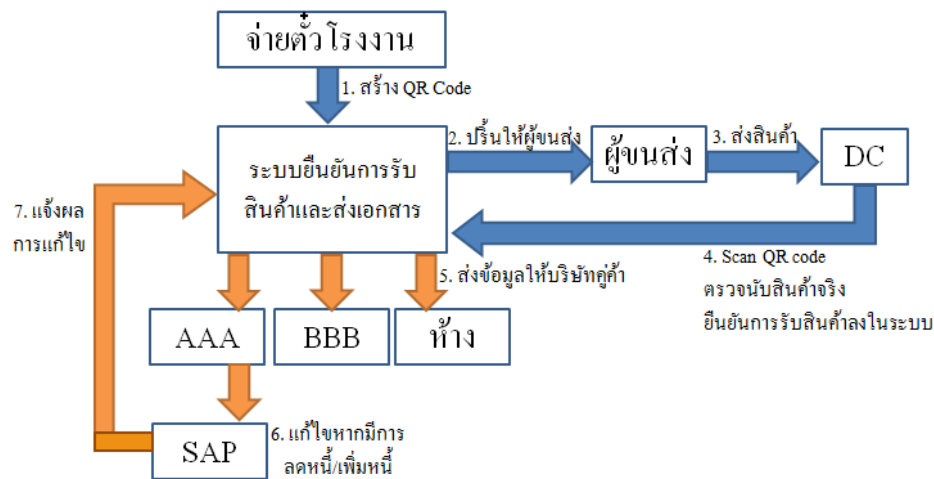 จ่ายตั๋วโรงงาน
1. สร้าง QR Code
ระบบยืนยันการรับ
สินค้าและส่งเอกสาร
2. ปริ้นให้ผู้ขนส่ง
ผู้ขนส่ง
3. ส่งสินค้า
DC
4. Scan QR code
ตรวจนับสินค้าจริง
ยืนยันการรับสินค้าลงในระบบ
5. ส่งข้อมูลให้บริษัทคู่ค้า
AAA
BBB
ห้าง
SAP
6. แก้ไขหากมีการ
ลดหนี้/เพิ่มหนี้
7. แจ้งผล
การแก้ไข